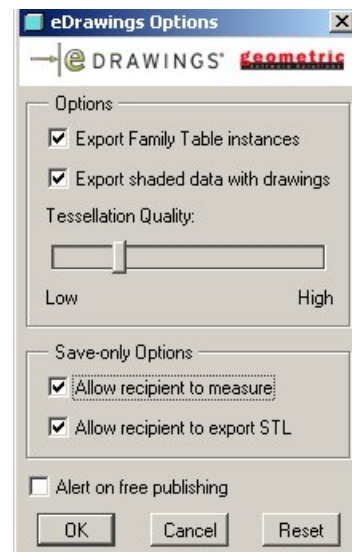 eDrawings Options
eDRAWINGS® geometric
Options
Export Family Table instances
Export shaded data with drawings
Tessellation Quality:
Low High
Save-only Options
Allow recipient to measure
Allow recipient to export STL
Alert on free publishing
OK Cancel Reset